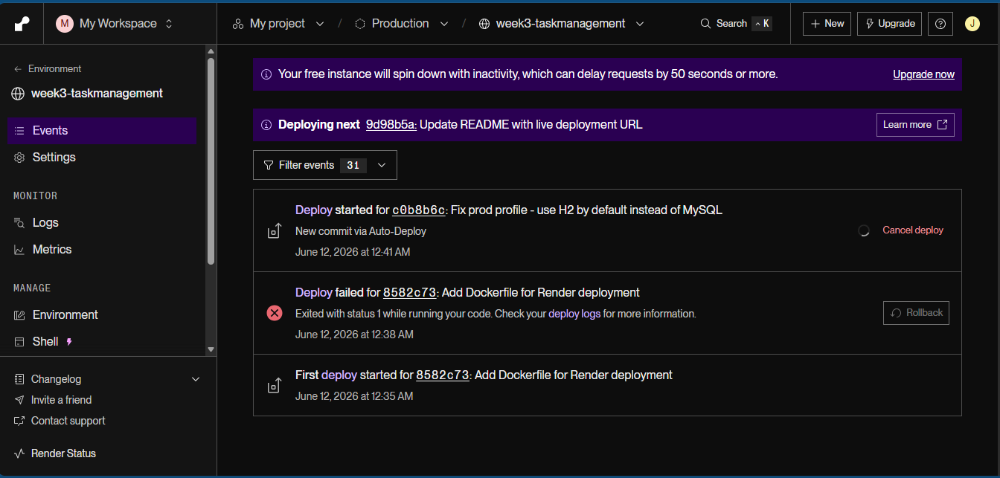 M My Workspace
My project / Production / week3-taskmanagement
Search ^ K
+ New
Upgrade
J
← Environment
week3-taskmanagement
Events
Settings
MONITOR
Logs
Metrics
MANAGE
Environment
Shell
Changelog
Invite a friend
Contact support
Render Status
Your free instance will spin down with inactivity, which can delay requests by 50 seconds or more.
Upgrade now
Deploying next 9d98b5a: Update README with live deployment URL
Learn more
Filter events 31
Deploy started for c0b8b6c: Fix prod profile - use H2 by default instead of MySQL
New commit via Auto-Deploy
June 12, 2026 at 12:41 AM
Cancel deploy
Deploy failed for 8582c73: Add Dockerfile for Render deployment
Exited with status 1 while running your code. Check your deploy logs for more information.
June 12, 2026 at 12:38 AM
Rollback
First deploy started for 8582c73: Add Dockerfile for Render deployment
June 12, 2026 at 12:35 AM